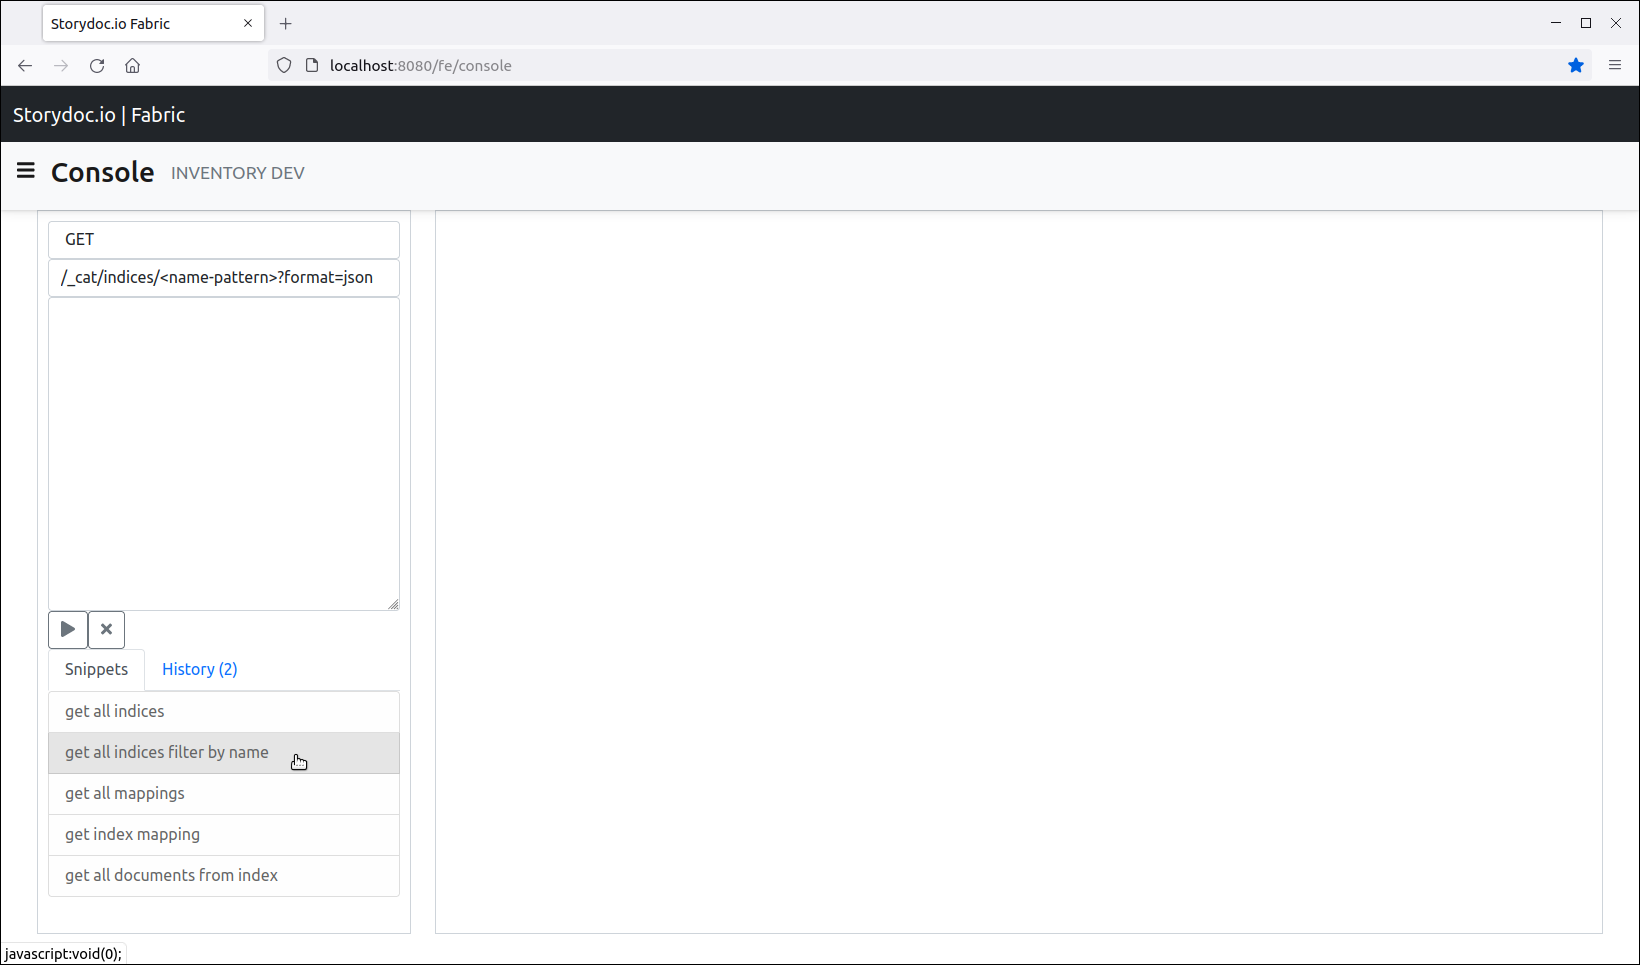 Storydoc.io Fabric
localhost:8080/fe/console
Storydoc.io | Fabric
Console INVENTORY DEV
GET
/_cat/indices/<name-pattern>?format=json
Snippets History (2)
get all indices
get all indices filter by name
get all mappings
get index mapping
get all documents from index
javascript:void(0);